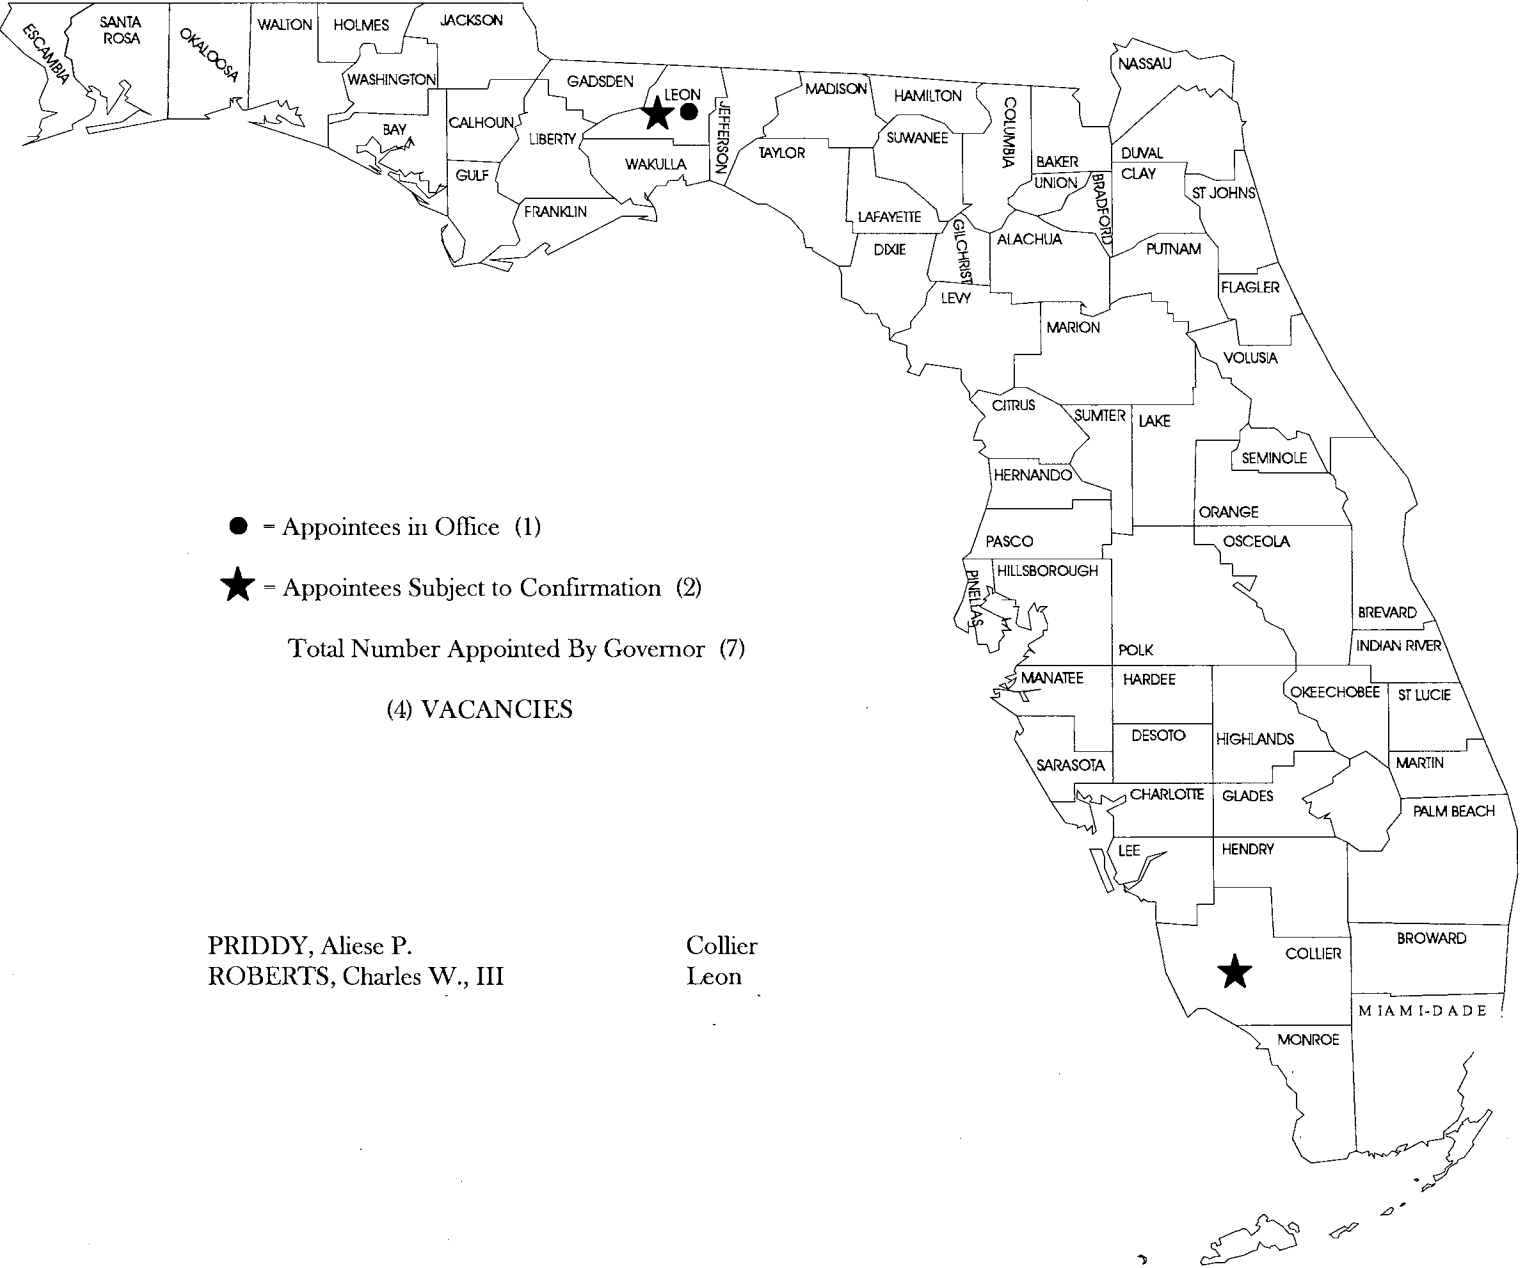 ESCAMBIA
SANTA
ROSA
OKALOOSA
WALTON
HOLMES
JACKSON
WASHINGTON
BAY
CALHOUN
GULF
GADSDEN
LIBERTY
FRANKLIN
LEON
WAKULLA
JEFFERSON
MADISON
TAYLOR
HAMILTON
SUWANEE
LAFAYETTE
DIXIE
COLUMBIA
GILCHRIST
LEVY
NASSAU
BAKER
UNION
BRADFORD
ALACHUA
DUVAL
CLAY
ST JOHNS
PUTNAM
FLAGLER
MARION
VOLUSIA
CITRUS
SUMTER
LAKE
SEMINOLE
HERNANDO
ORANGE
PASCO
OSCEOLA
HILLSBOROUGH
PINELLAS
BREVARD
POLK
INDIAN RIVER
MANATEE
HARDEE
OKEECHOBEE
ST LUCIE
DESOTO
HIGHLANDS
SARASOTA
MARTIN
CHARLOTTE
GLADES
PALM BEACH
LEE
HENDRY
COLLIER
BROWARD
MIAMI-DADE
MONROE
= Appointees in Office (1)
= Appointees Subject to Confirmation (2)
Total Number Appointed By Governor (7)
(4) VACANCIES
PRIDDY, Aliese P. Collier
ROBERTS, Charles W., III Leon